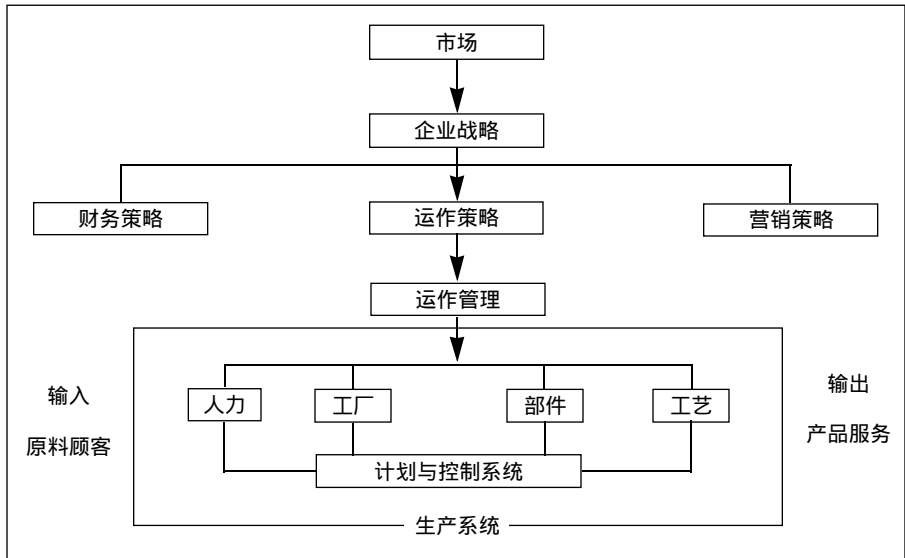 市场
企业战略
财务策略
运作策略
营销策略
运作管理
输入
原料顾客
人力
工厂
部件
工艺
输出
产品服务
计划与控制系统
生产系统